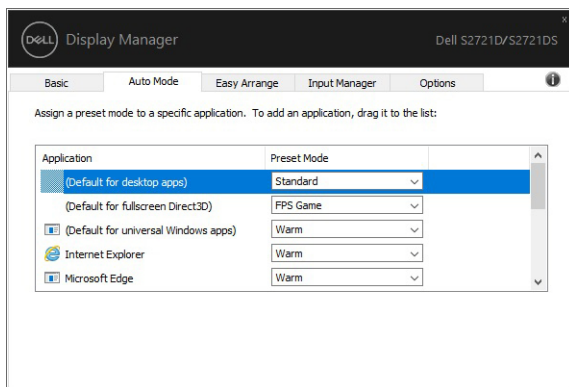 x
DELL Display Manager Dell S2721D/S2721DS
Basic Auto Mode Easy Arrange Input Manager Options i
Assign a preset mode to a specific application. To add an application, drag it to the list:
Application Preset Mode
(Default for desktop apps) Standard
(Default for fullscreen Direct3D) FPS Game
(Default for universal Windows apps) Warm
Internet Explorer Warm
Microsoft Edge Warm